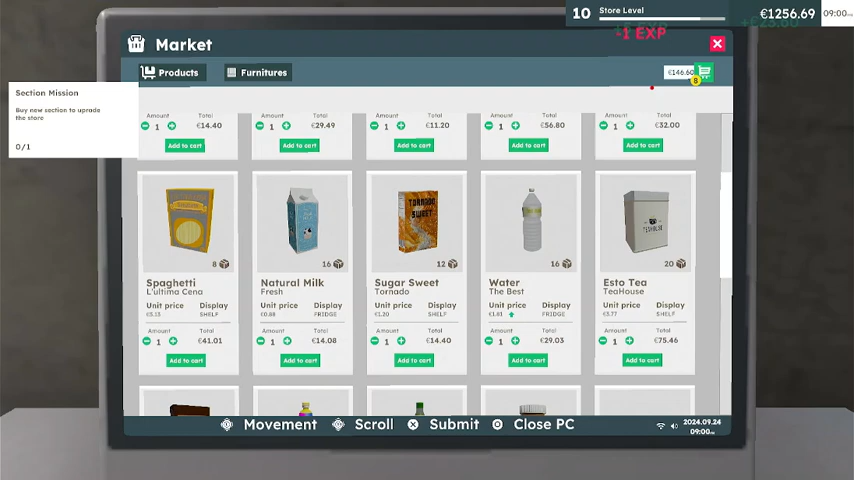 10 Store Level €1256.69 09:00
-1 EXP
Market
Products Furnitures €146.60
8
Section Mission
Buy new section to uprade
the store
0/1
Amount Total Amount Total Amount Total Amount Total Amount Total
1 €14.40 1 €29.49 1 €11.20 1 €56.80 1 €32.00
Add to cart Add to cart Add to cart Add to cart Add to cart
TORNADO
SWEET
TEAHOUSE
8 16 12 16 20
Spaghetti Natural Milk Sugar Sweet Water Esto Tea
L'ultima Cena Fresh Tornado The Best TeaHouse
Unit price Display Unit price Display Unit price Display Unit price Display Unit price Display
€5.13 SHELF €0.88 FRIDGE €1.20 SHELF €1.81 FRIDGE €3.77 SHELF
Amount Total Amount Total Amount Total Amount Total Amount Total
1 €41.01 1 €14.08 1 €14.40 1 €29.03 1 €75.46
Add to cart Add to cart Add to cart Add to cart Add to cart
Movement Scroll Submit Close PC
2024.09.24
09:00